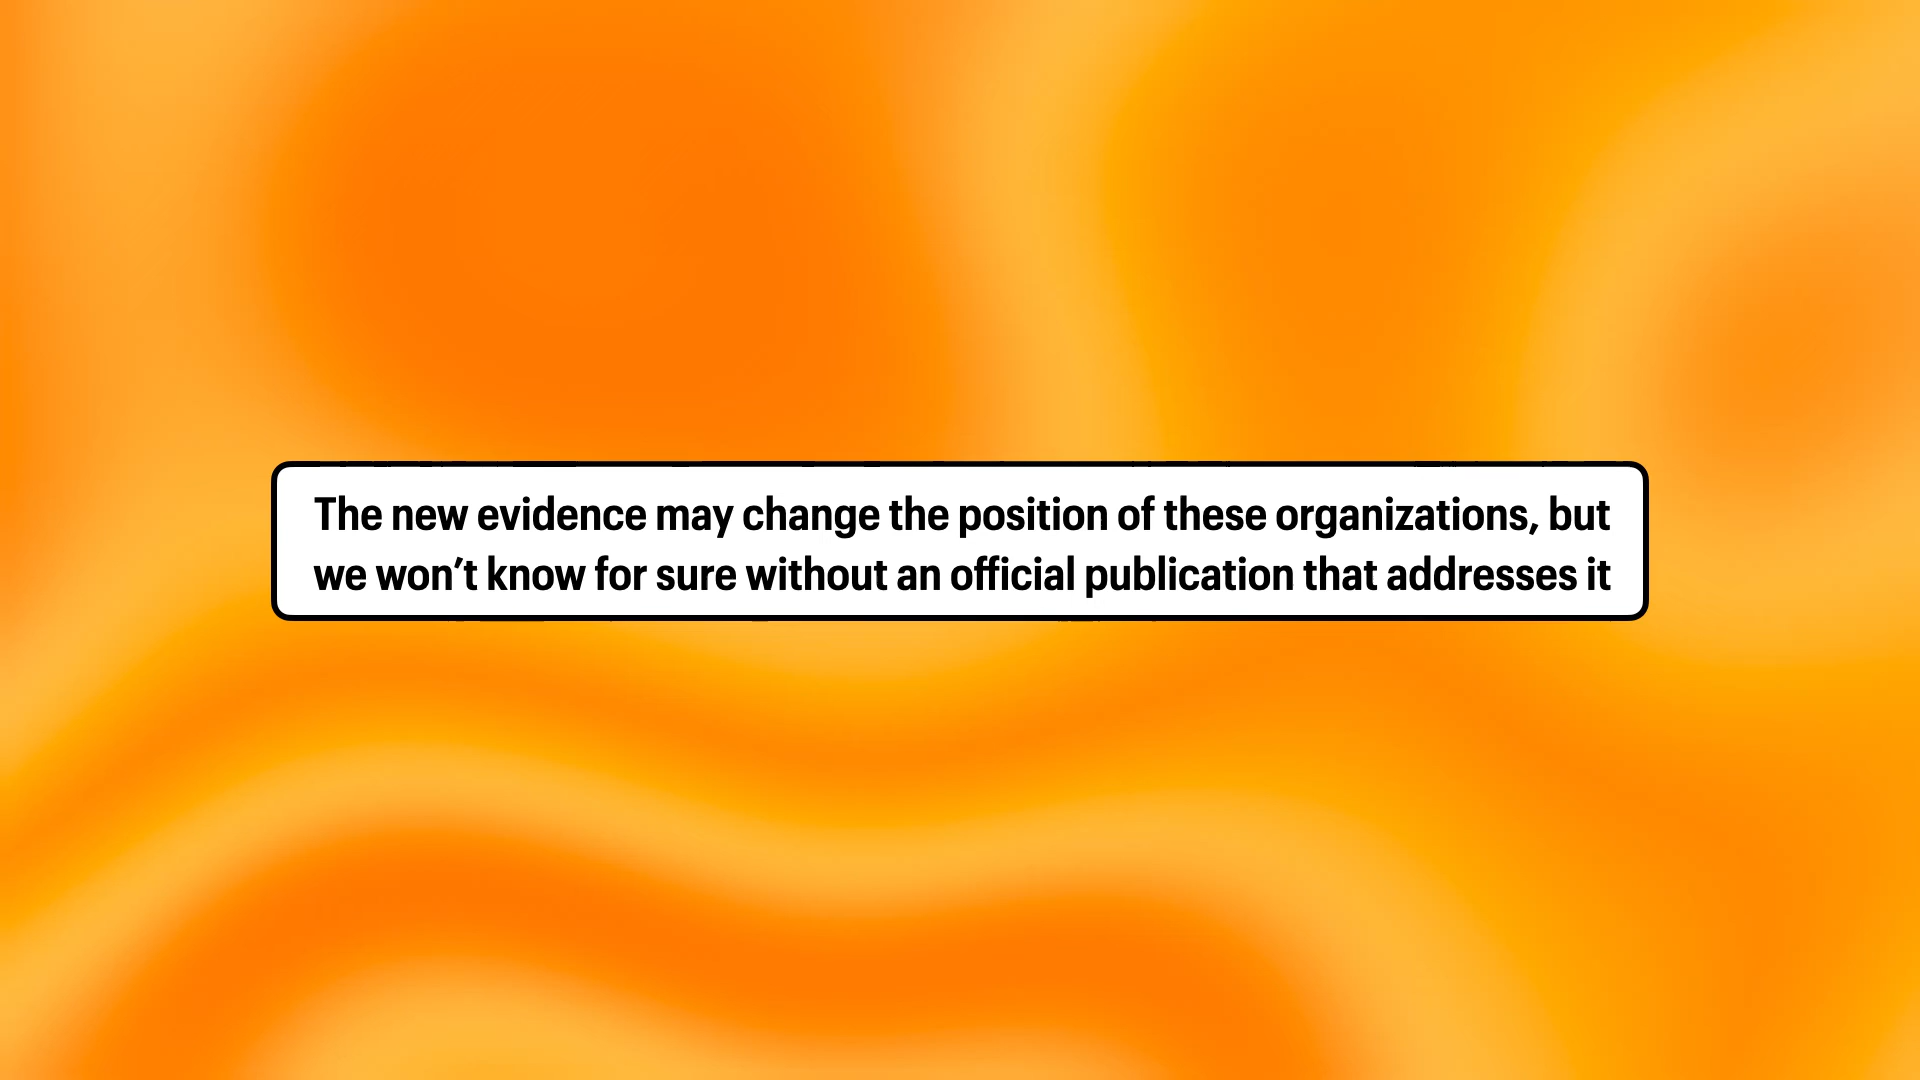 The new evidence may change the position of these organizations, but
we won’t know for sure without an official publication that addresses it